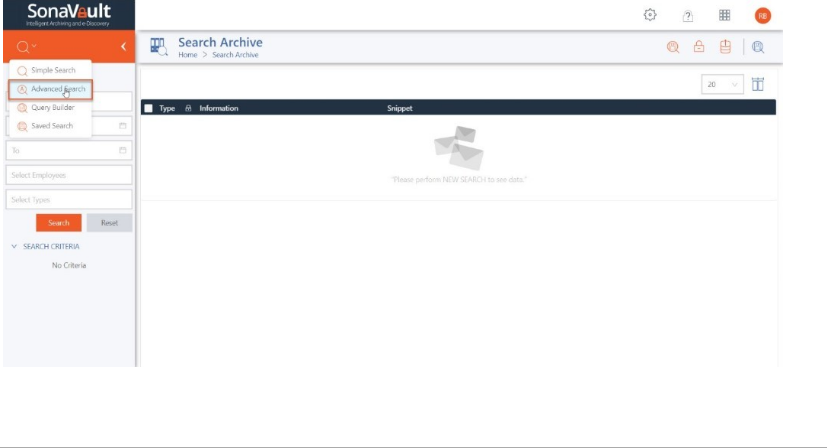 SonaVault
Intelligent Archiving and e-Discovery
RB
Search Archive
Home > Search Archive
Simple Search
Advanced Search
Query Builder
Saved Search
To
Select Employees
Select Types
Search Reset
SEARCH CRITERIA
No Criteria
20
Type Information Snippet
"Please perform NEW SEARCH to see data."